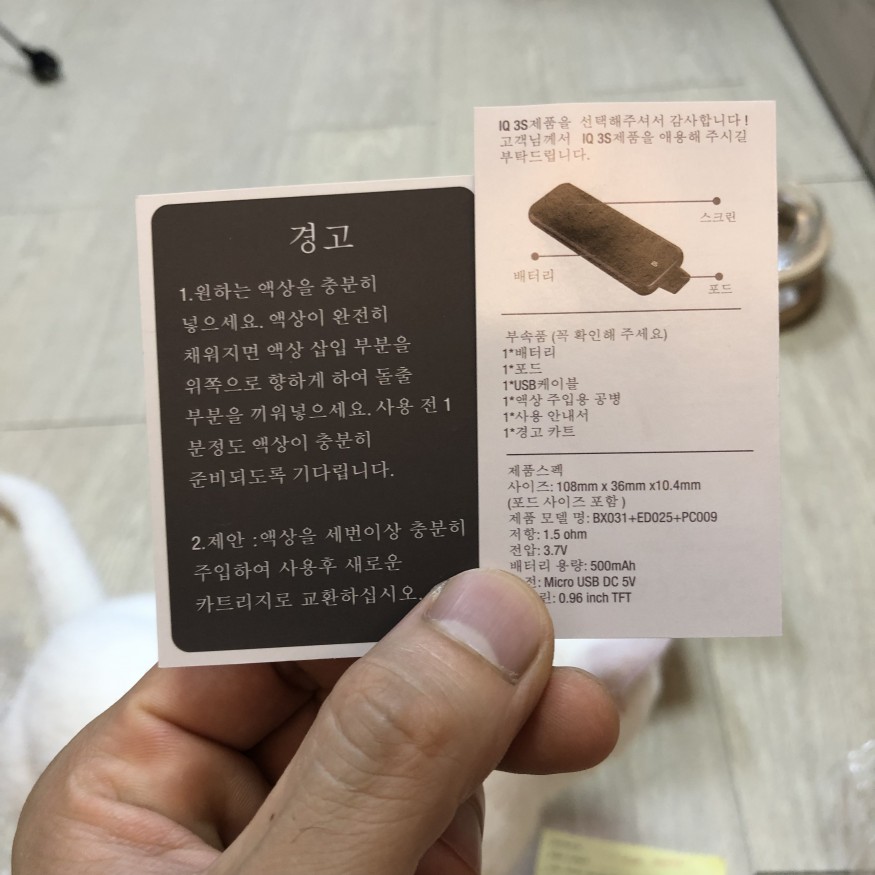 경고
1.원하는 액상을 충분히
넣으세요. 액상이 완전히
채워지면 액상 삽입 부분을
위쪽으로 향하게 하여 돌출
부분을 끼워넣으세요. 사용 전 1
분정도 액상이 충분히
준비되도록 기다립니다.
2.제안 :액상을 세번이상 충분히
주입하여 사용후 새로운
카트리지로 교환하십시오.
IQ 3S제품을 선택해주셔서 감사합니다!
고객님께서 IQ 3S제품을 애용해 주시길
부탁드립니다.
스크린
배터리
포드
부속품 (꼭 확인해 주세요)
1*배터리
1*포드
1*USB케이블
1*액상 주입용 공병
1*사용 안내서
1*경고 카트
제품스펙
사이즈: 108mm x 36mm x10.4mm
(포드 사이즈 포함 )
제품 모델 명: BX031+ED025+PC009
저항: 1.5 ohm
전압: 3.7V
배터리 용량: 500mAh
전: Micro USB DC 5V
린: 0.96 inch TFT